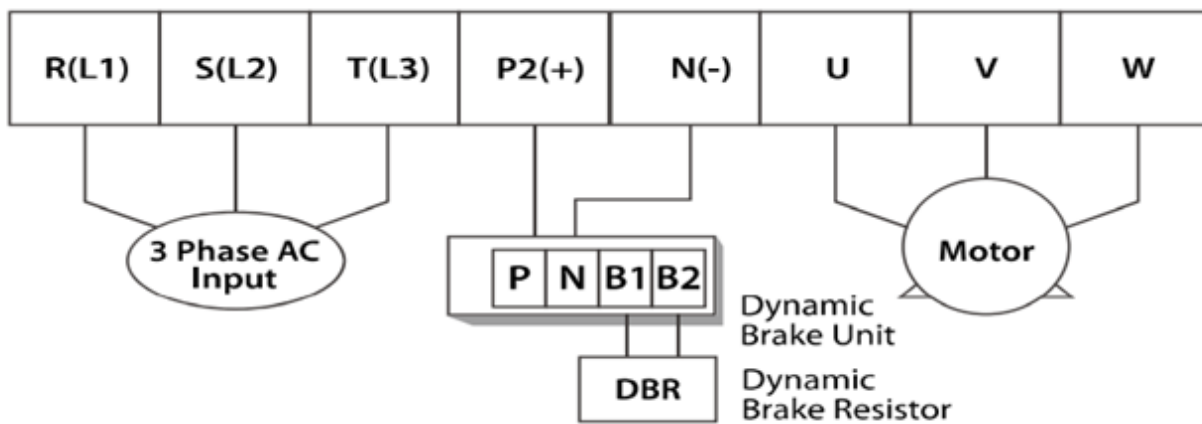 R(L1) S(L2) T(L3) P2(+) N(-) U V W
3 Phase AC
Input
P N B1 B2
Motor
Dynamic
Brake Unit
DBR
Dynamic
Brake Resistor